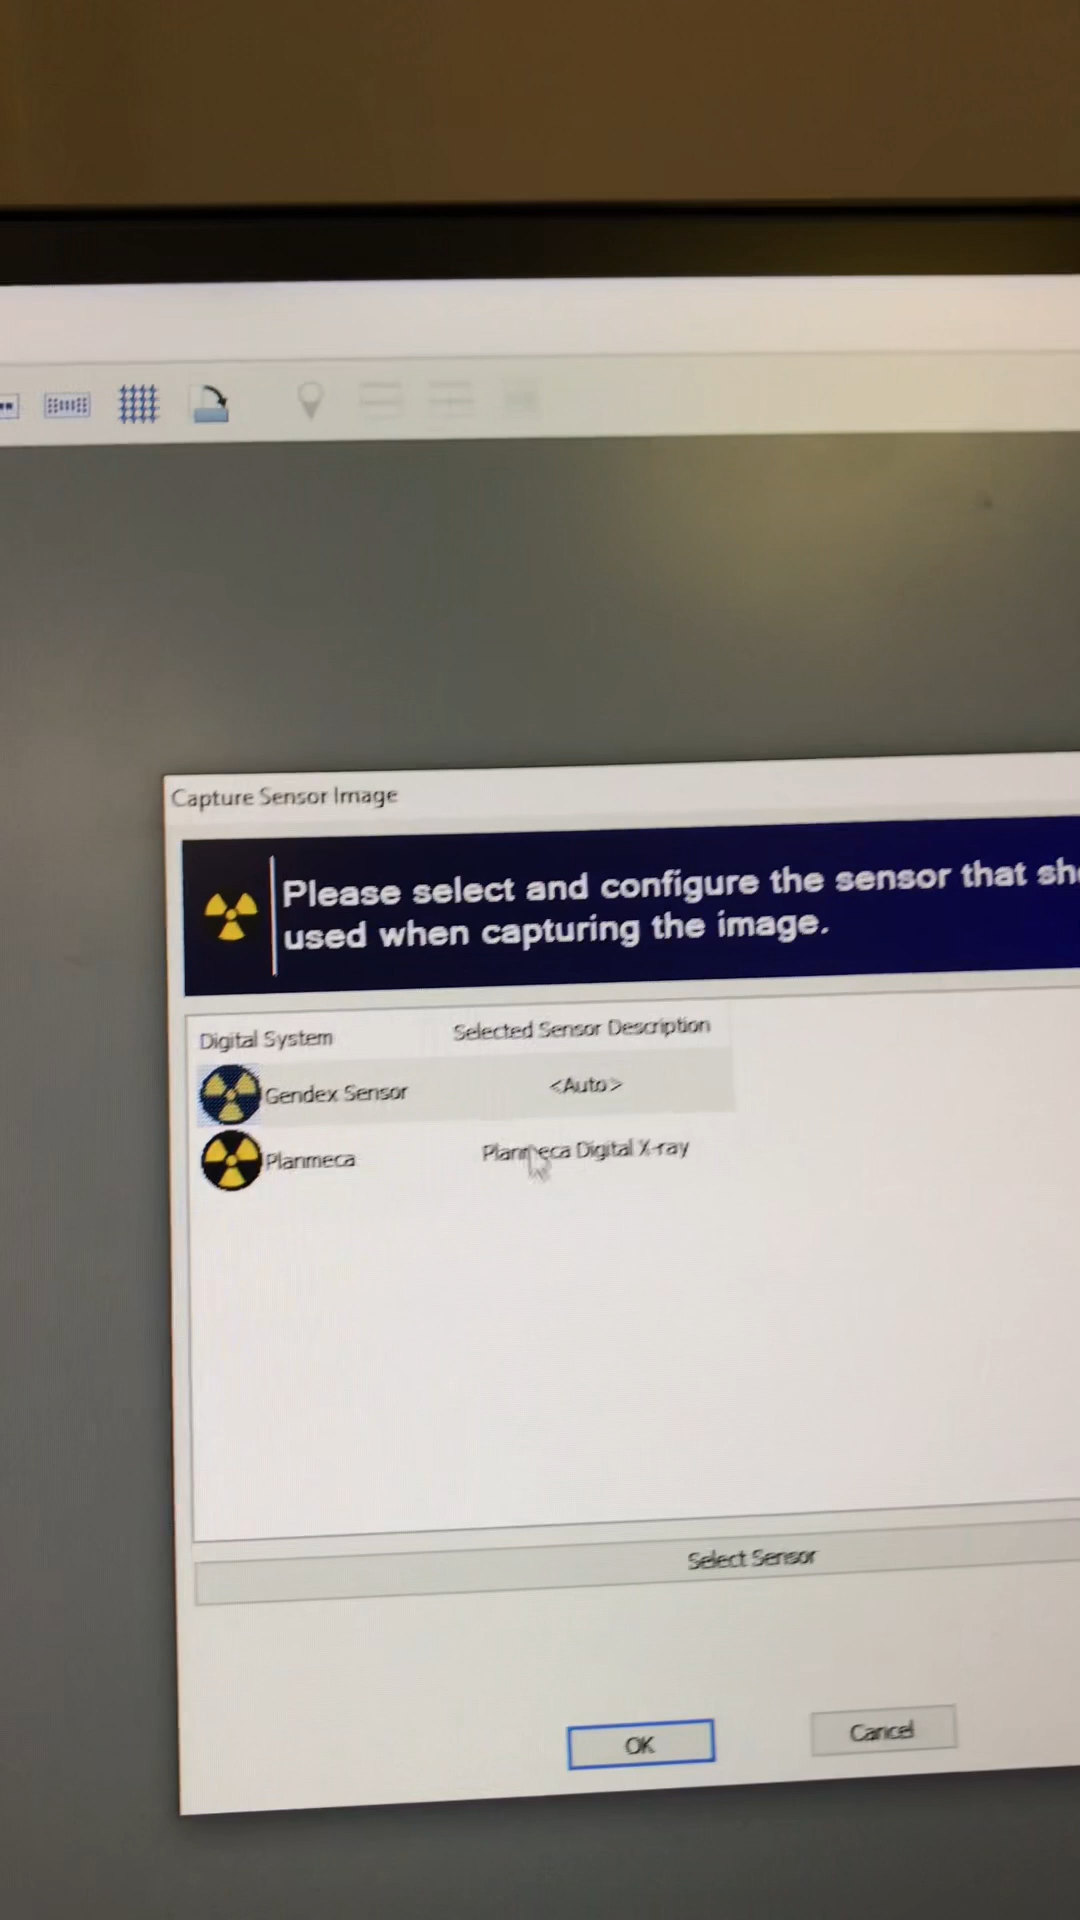 Capture Sensor Image
Please select and configure the sensor that sh
used when capturing the image.
Digital System
Selected Sensor Description
Gendex Sensor
<Auto>
Planmeca
Planmeca Digital X-ray
Select Sensor
OK
Cancel